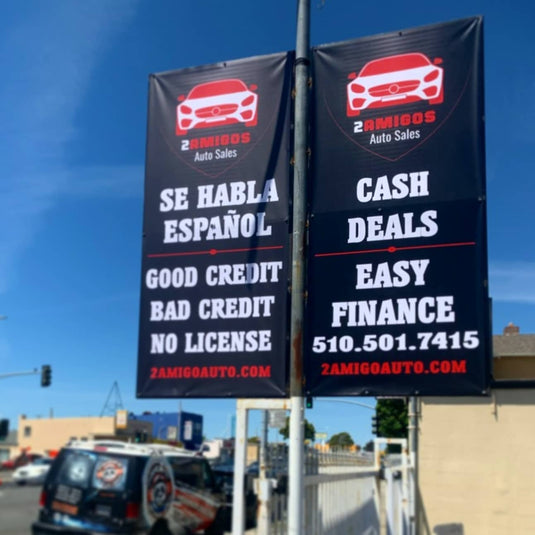 2AMIGOS
Auto Sales
SE HABLA
ESPAÑOL
GOOD CREDIT
BAD CREDIT
NO LICENSE
2AMIGOAUTO.COM
2AMIGOS
Auto Sales
CASH
DEALS
EASY
FINANCE
510.501.7415
2AMIGOAUTO.COM